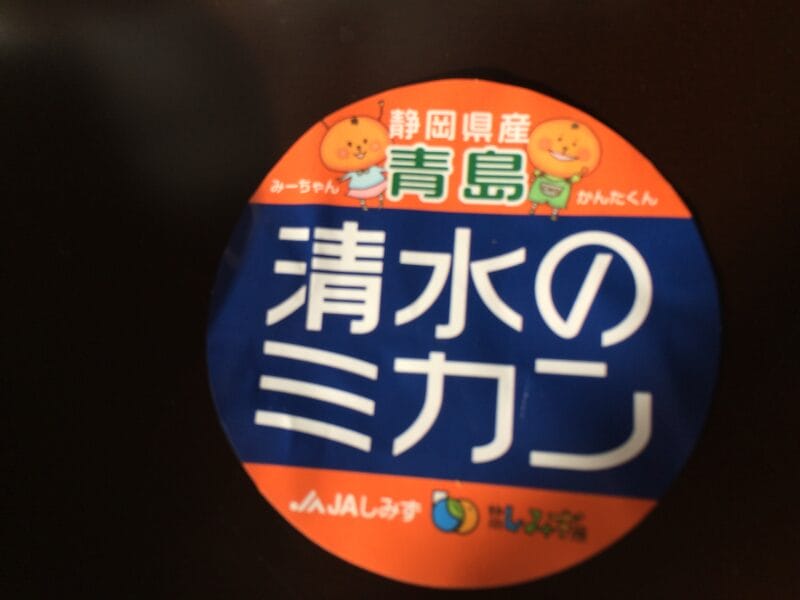 静岡県産
青島
みーちゃん
かんたくん
清水の
ミカン
JAしみず